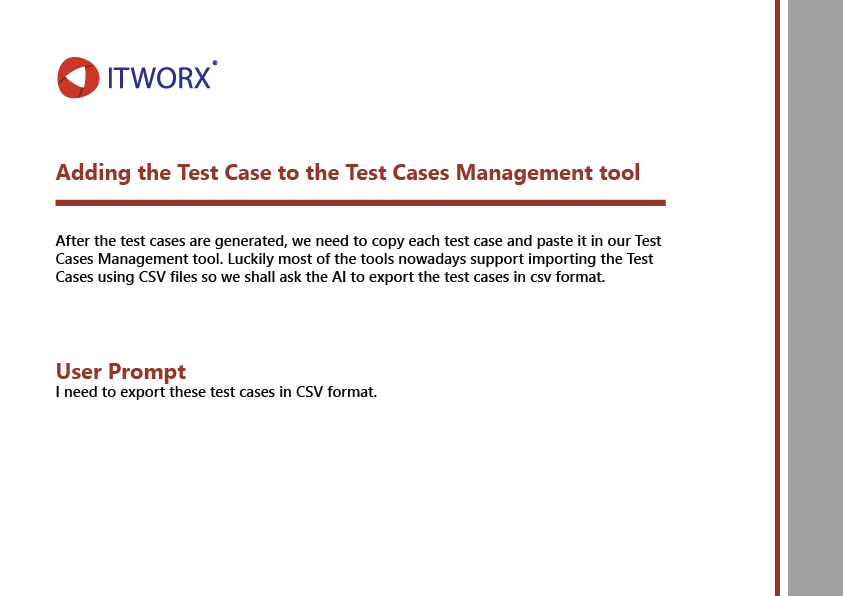 ITWORX®
Adding the Test Case to the Test Cases Management tool
After the test cases are generated, we need to copy each test case and paste it in our Test
Cases Management tool. Luckily most of the tools nowadays support importing the Test
Cases using CSV files so we shall ask the AI to export the test cases in csv format.
User Prompt
I need to export these test cases in CSV format.